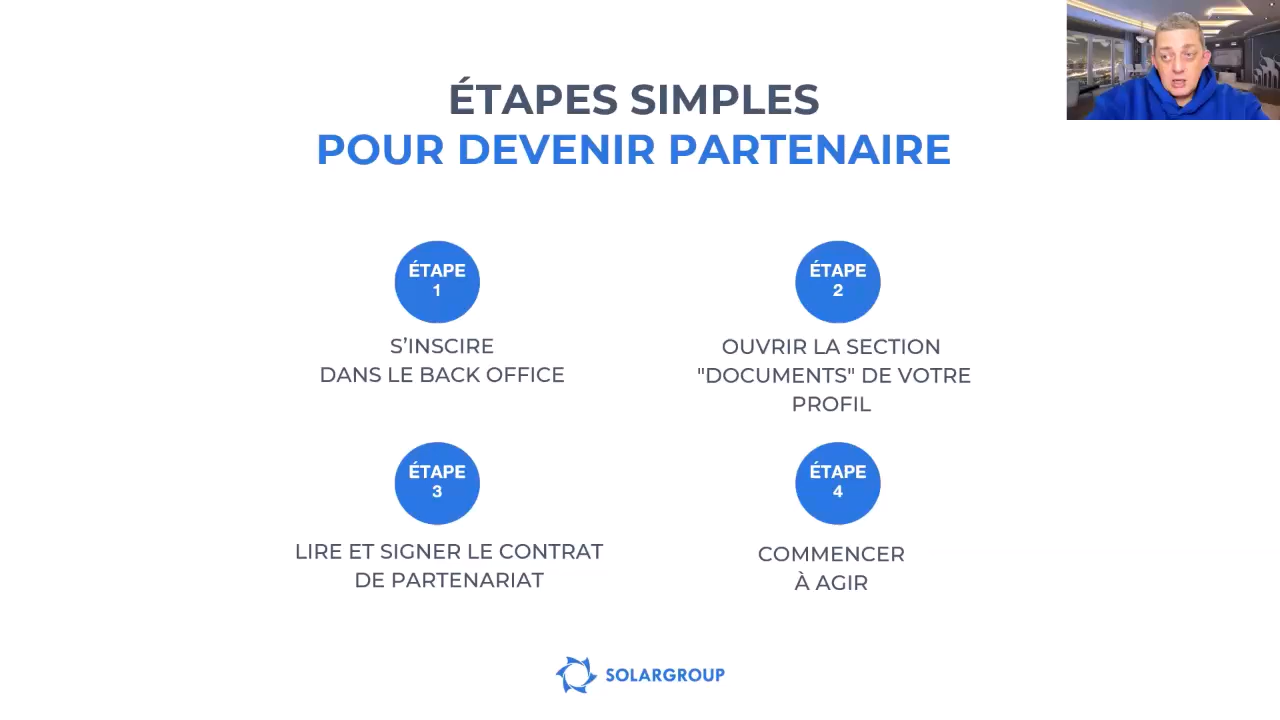 ÉTAPES SIMPLES
POUR DEVENIR PARTENAIRE
ÉTAPE
1
S'INSCIRE
DANS LE BACK OFFICE
ÉTAPE
2
OUVRIR LA SECTION
"DOCUMENTS" DE VOTRE
PROFIL
ÉTAPE
3
LIRE ET SIGNER LE CONTRAT
DE PARTENARIAT
ÉTAPE
4
COMMENCER
À AGIR
SOLARGROUP